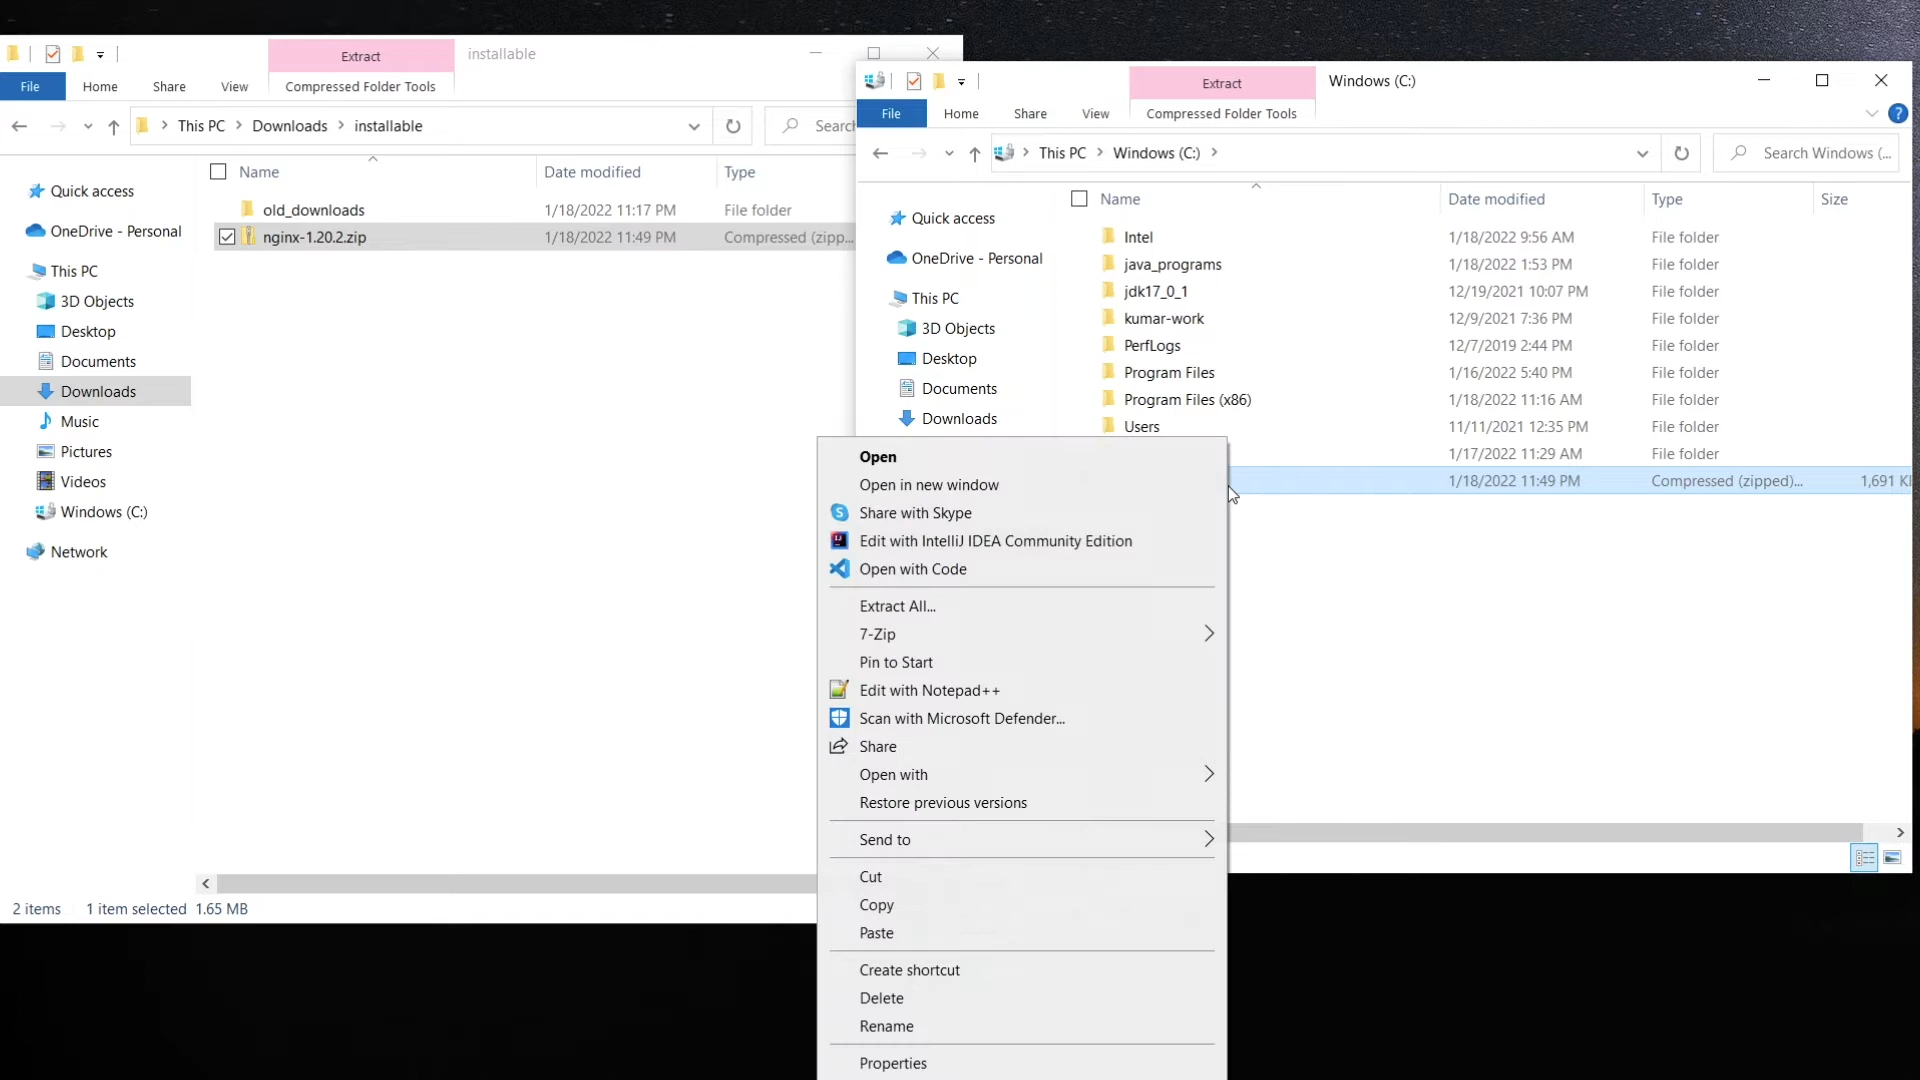 Extract
installable
File
Home
Share
View
Compressed Folder Tools
This PC
Downloads
installable
Searc
Name
Date modified
Type
old_downloads
1/18/2022 11:17 PM
File folder
nginx-1.20.2.zip
1/18/2022 11:49 PM
Compressed (zipp...
Quick access
OneDrive - Personal
This PC
3D Objects
Desktop
Documents
Downloads
Music
Pictures
Videos
Windows (C:)
Network
2 items
1 item selected 1.65 MB
Extract
Windows (C:)
File
Home
Share
View
Compressed Folder Tools
This PC
Windows (C:)
Search Windows (...
Name
Date modified
Type
Size
Quick access
OneDrive - Personal
This PC
3D Objects
Desktop
Documents
Downloads
Intel
1/18/2022 9:56 AM
File folder
java_programs
1/18/2022 1:53 PM
File folder
jdk17_0_1
12/19/2021 10:07 PM
File folder
kumar-work
12/9/2021 7:36 PM
File folder
PerfLogs
12/7/2019 2:44 PM
File folder
Program Files
1/16/2022 5:40 PM
File folder
Program Files (x86)
1/18/2022 11:16 AM
File folder
Users
11/11/2021 12:35 PM
File folder
1/17/2022 11:29 AM
File folder
1/18/2022 11:49 PM
Compressed (zipped)...
1,691 K
Open
Open in new window
Share with Skype
Edit with IntelliJ IDEA Community Edition
Open with Code
Extract All...
7-Zip
Pin to Start
Edit with Notepad++
Scan with Microsoft Defender...
Share
Open with
Restore previous versions
Send to
Cut
Copy
Paste
Create shortcut
Delete
Rename
Properties